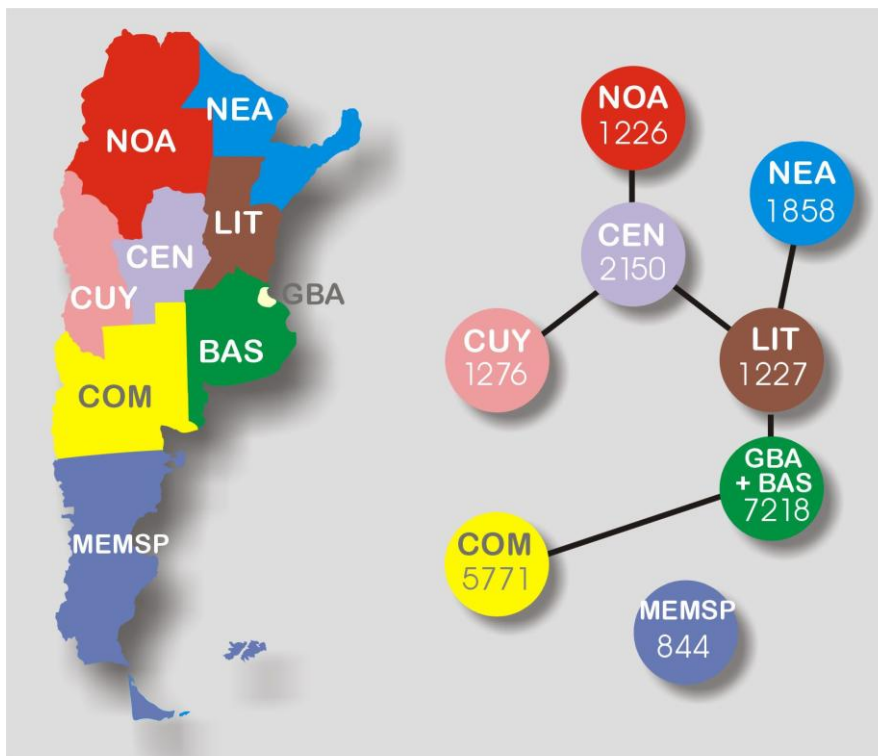 NOA
NEA
LIT
CEN
CUY
GBA
BAS
COM
MEMSP
NOA
1226
NEA
1858
CEN
2150
CUY
1276
LIT
1227
GBA
+ BAS
7218
COM
5771
MEMSP
844